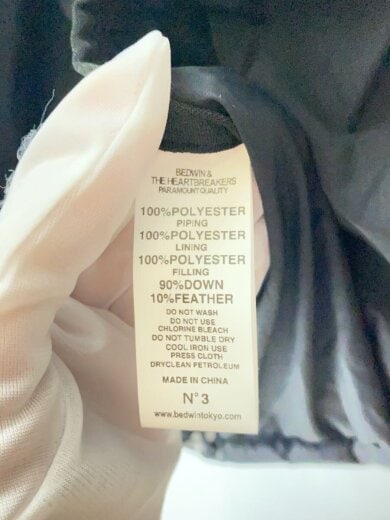 BEDWIN &
THE HEARTBREAKERS
PARAMOUNT QUALITY
100%POLYESTER
PIPING
100%POLYESTER
LINING
100%POLYESTER
FILLING
90%DOWN
10%FEATHER
DO NOT WASH
DO NOT USE
CHLORINE BLEACH
DO NOT TUMBLE DRY
COOL IRON USE
PRESS CLOTH
DRYCLEAN PETROLEUM
MADE IN CHINA
N°3
www.bedwintokyo.com